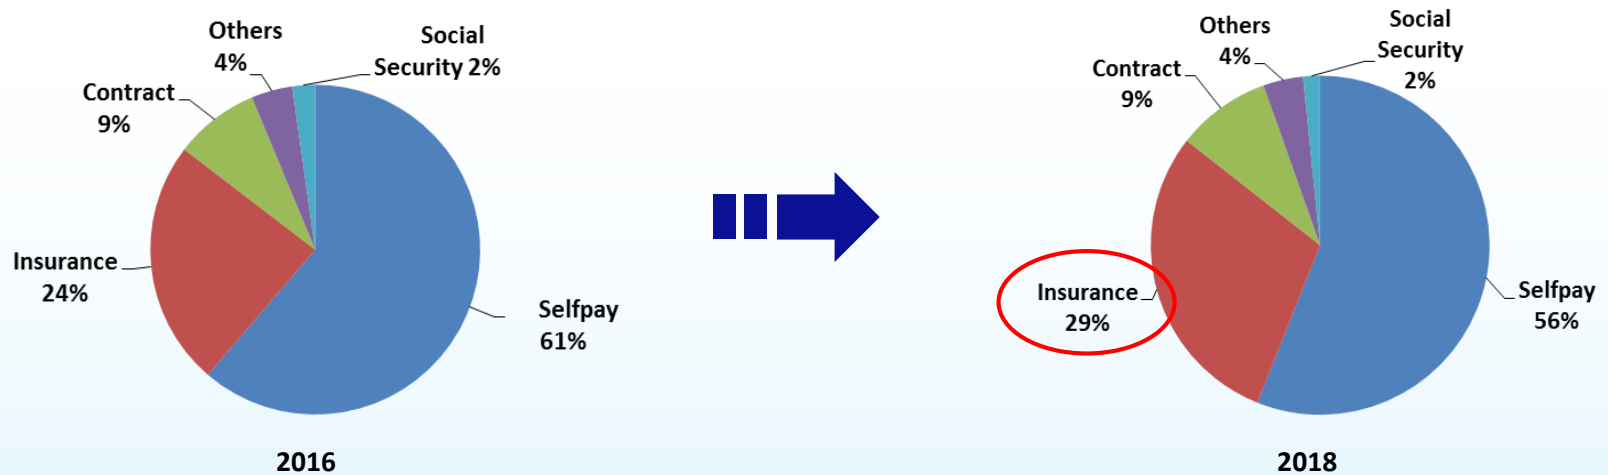 Others
4%
Social
Security 2%
Contract
9%
Insurance
24%
Selfpay
61%
2016
Others
4%
Social
Security
2%
Contract
9%
Insurance
29%
Selfpay
56%
2018